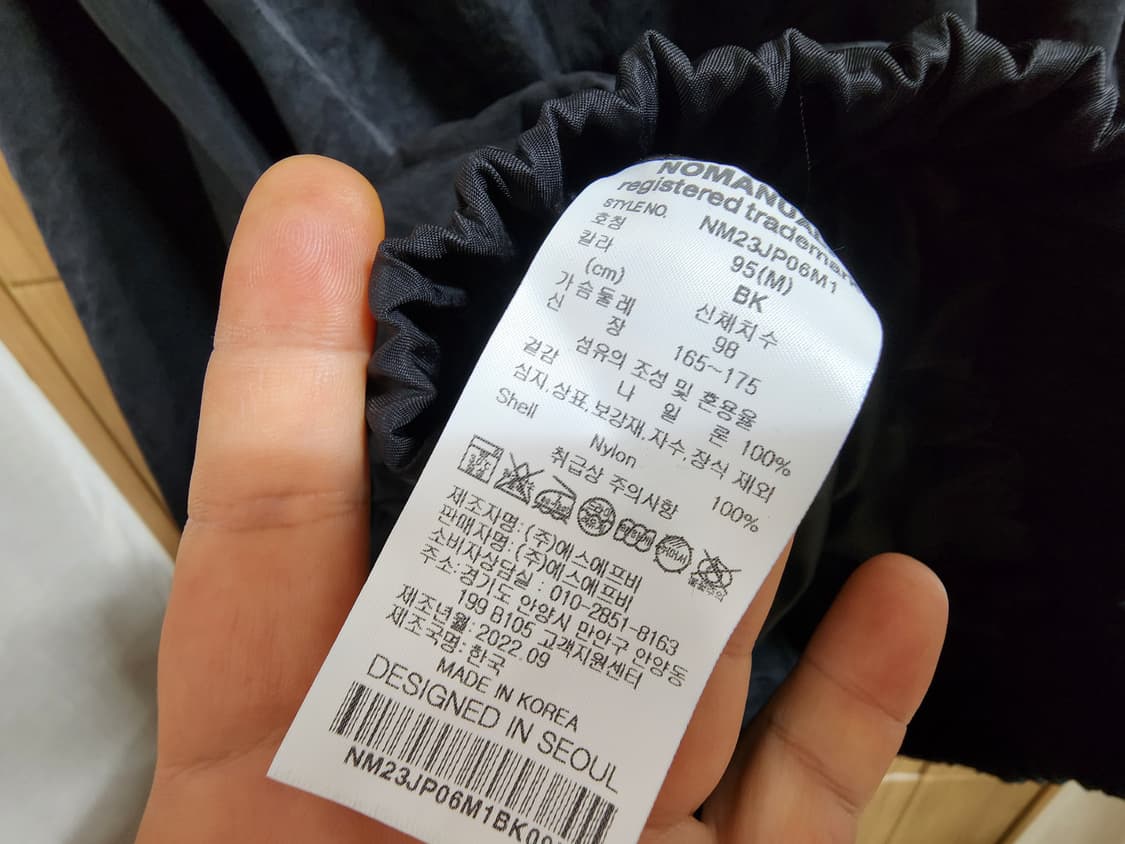 NOMANUAL
registered trademark
STYLE NO. NM23JP06M1
호칭 95(M)
칼라 BK
(cm) 신체치수
가슴둘레 98
신 장 165~175
섬유의 조성 및 혼용율
겉감 나 일 론 100%
심지,상표,보강재,자수,장식 제외
Shell Nylon 100%
취급상 주의사항
제조자명:(주)에스에프비
판매자명:(주)에스에프비
소비자상담실 : 010-2851-8163
주소:경기도 안양시 만안구 안양동
199 B105 고객지원센터
제조년월: 2022.09
제조국명: 한국
MADE IN KOREA
DESIGNED IN SEOUL
NM23JP06M1BK09